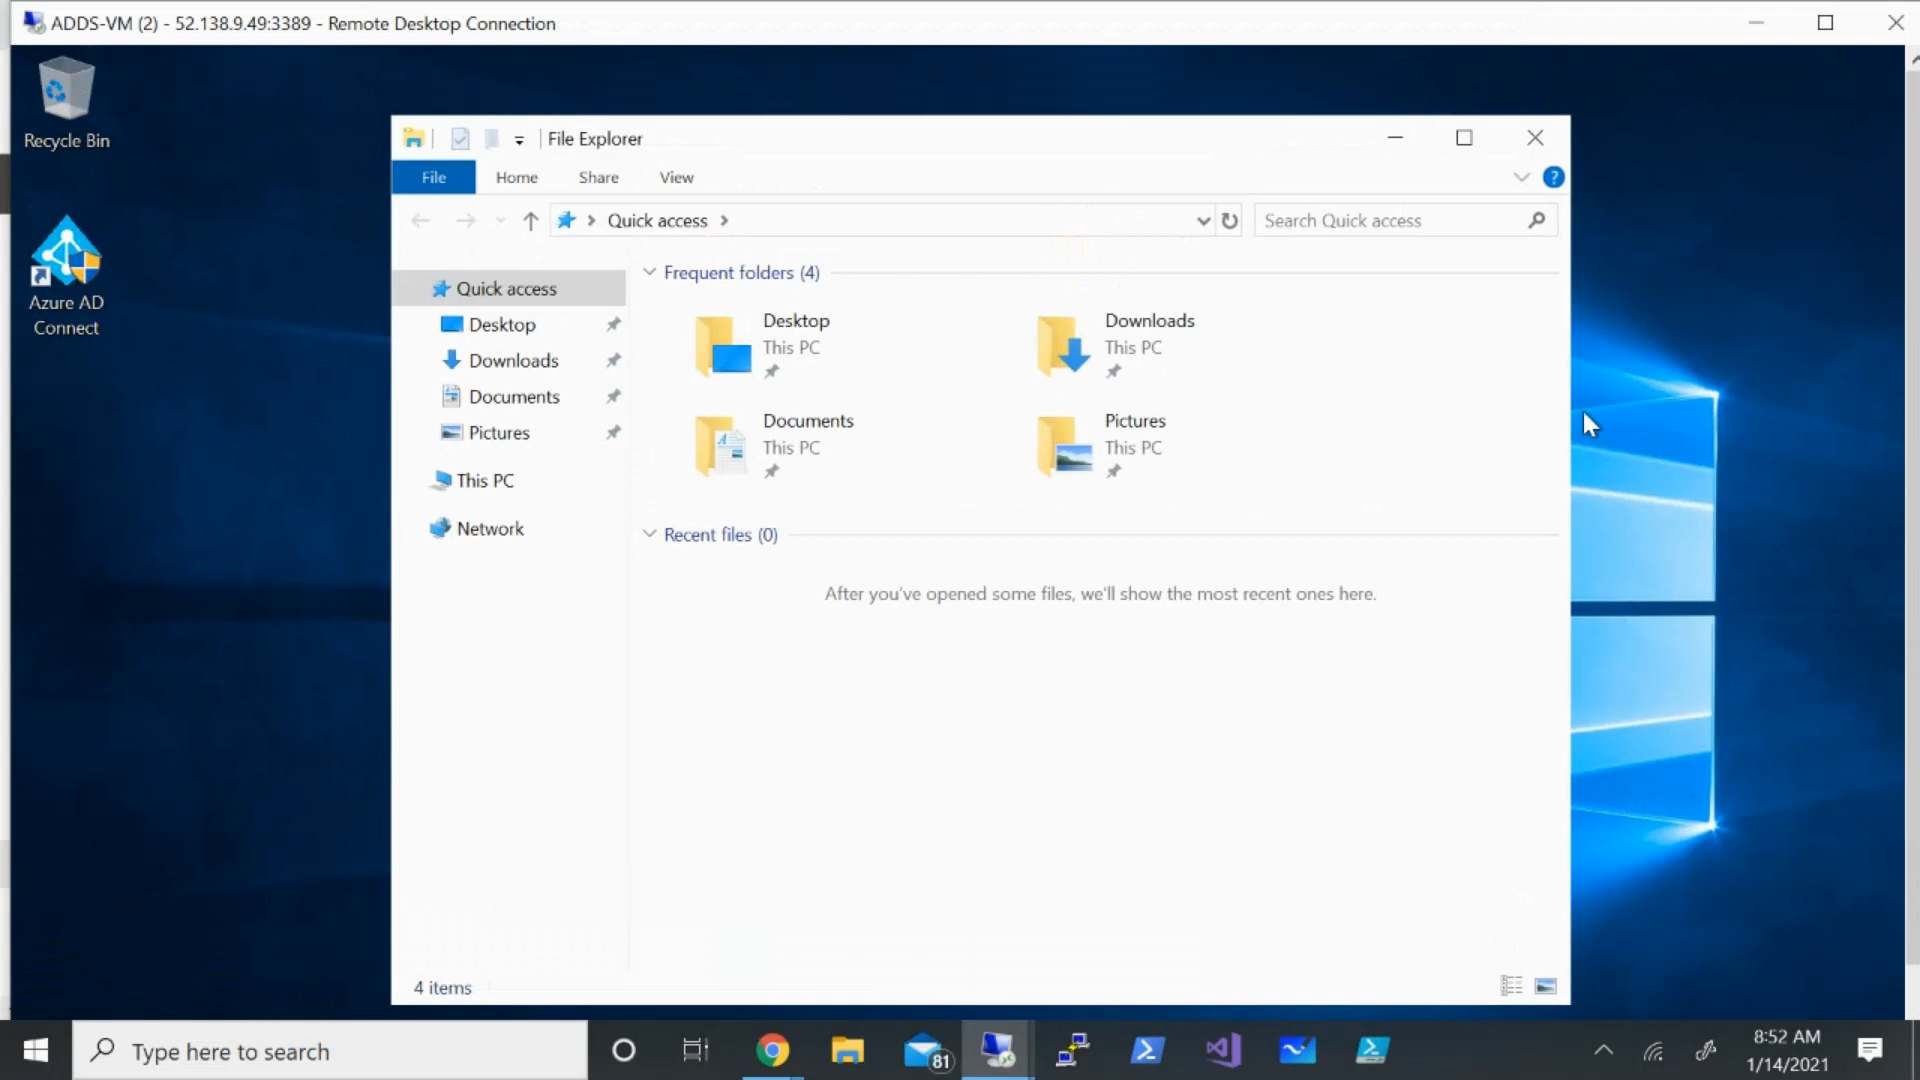 ADDS-VM (2) - 52.138.9.49:3389 - Remote Desktop Connection
Recycle Bin
Azure AD
Connect
File Explorer
File
Home
Share
View
?
Quick access
Search Quick access
Quick access
Desktop
Downloads
Documents
Pictures
This PC
Network
Frequent folders (4)
Desktop
This PC
Downloads
This PC
Documents
This PC
Pictures
This PC
Recent files (0)
After you've opened some files, we'll show the most recent ones here.
4 items
Type here to search
81
8:52 AM
1/14/2021